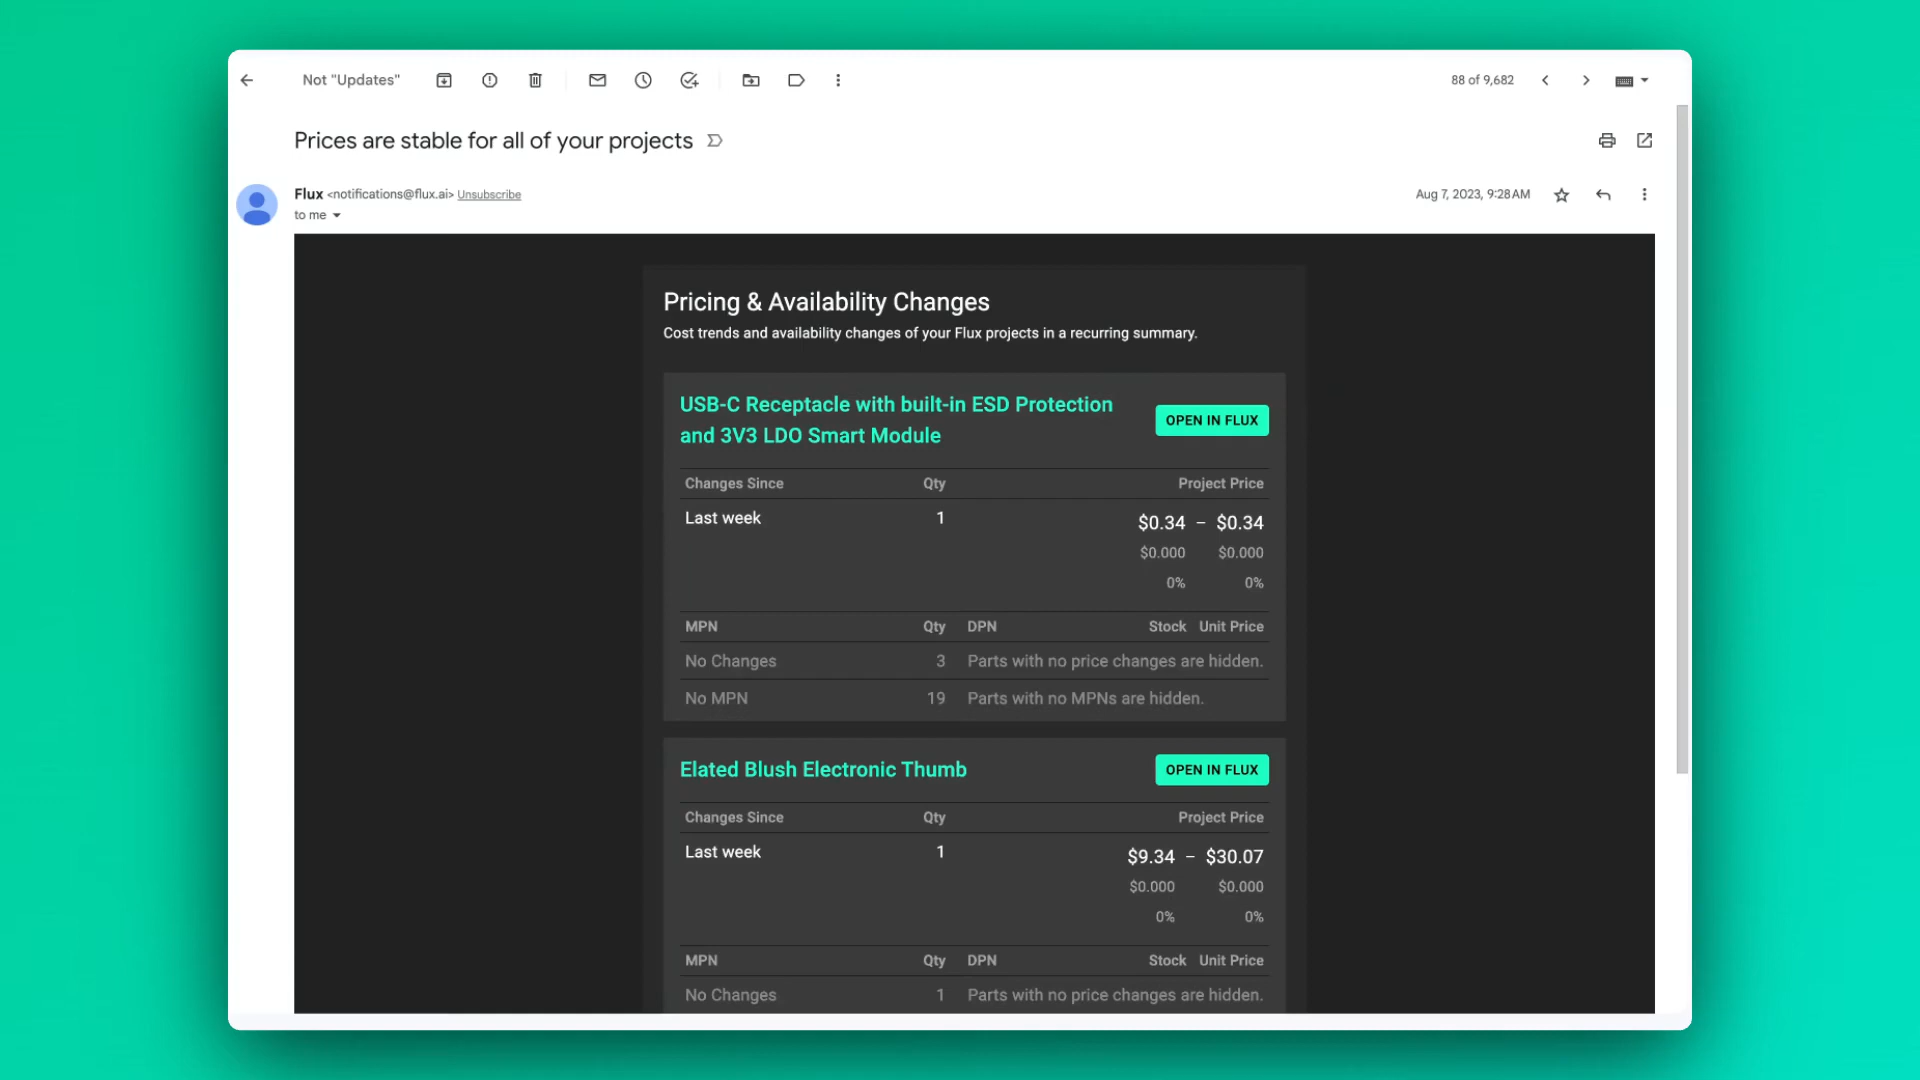 Not "Updates"
88 of 9,682
Prices are stable for all of your projects
Flux <notifications@flux.ai> Unsubscribe
Aug 7, 2023, 9:28 AM
to me
Pricing & Availability Changes
Cost trends and availability changes of your Flux projects in a recurring summary.
USB-C Receptacle with built-in ESD Protection
and 3V3 LDO Smart Module
OPEN IN FLUX
Changes Since Qty Project Price
Last week 1 $0.34 – $0.34
$0.000 $0.000
0% 0%
MPN Qty DPN Stock Unit Price
No Changes 3 Parts with no price changes are hidden.
No MPN 19 Parts with no MPNs are hidden.
Elated Blush Electronic Thumb
OPEN IN FLUX
Changes Since Qty Project Price
Last week 1 $9.34 – $30.07
$0.000 $0.000
0% 0%
MPN Qty DPN Stock Unit Price
No Changes 1 Parts with no price changes are hidden.